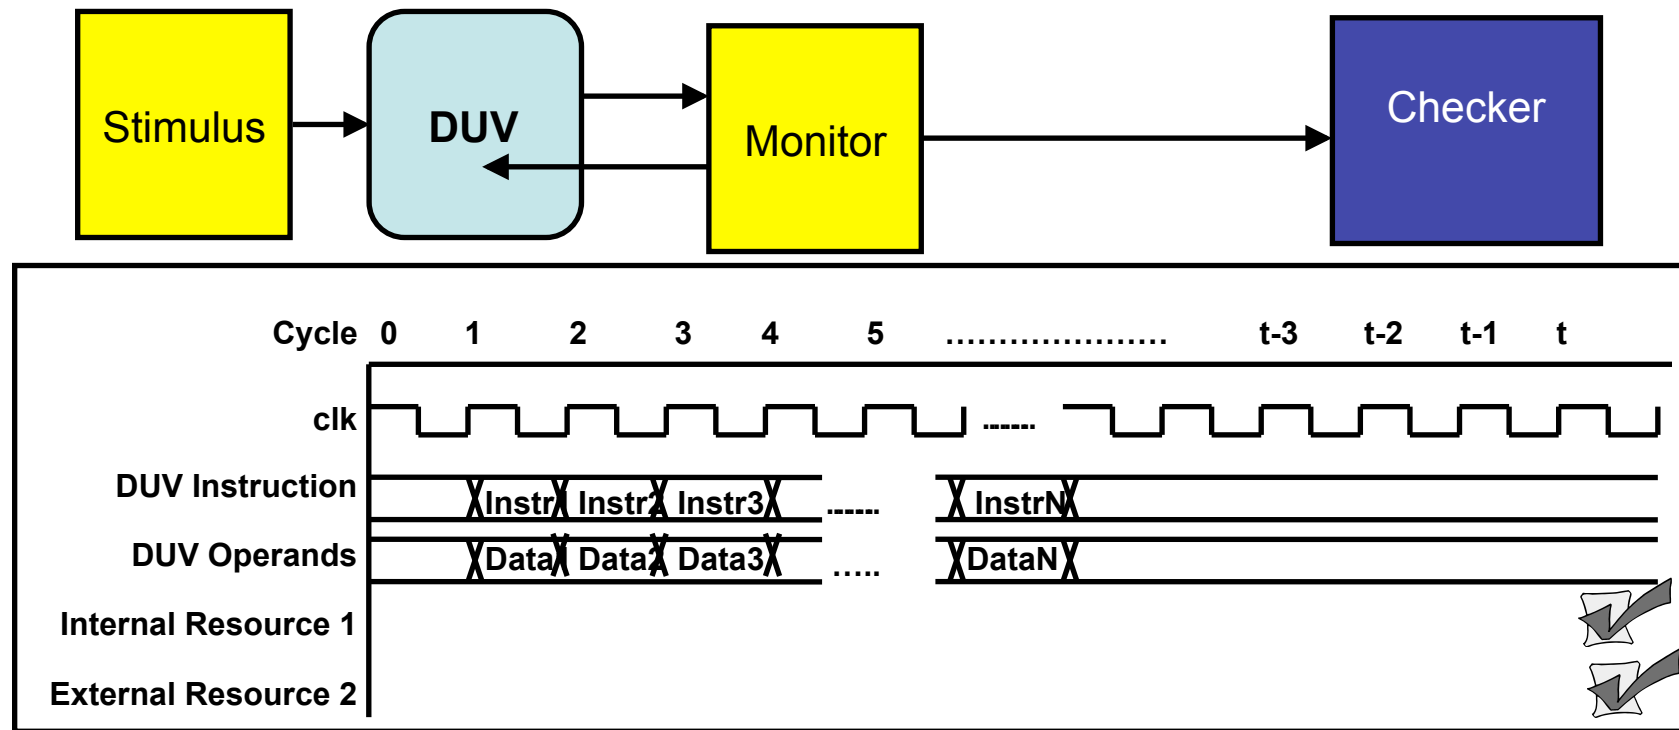 Stimulus
DUV
Monitor
Checker
Cycle 0 1 2 3 4 5 ..................... t-3 t-2 t-1 t
clk .......
DUV Instruction Instr1 Instr2 Instr3 ....... InstrN
DUV Operands Data1 Data2 Data3 ..... DataN
Internal Resource 1
External Resource 2